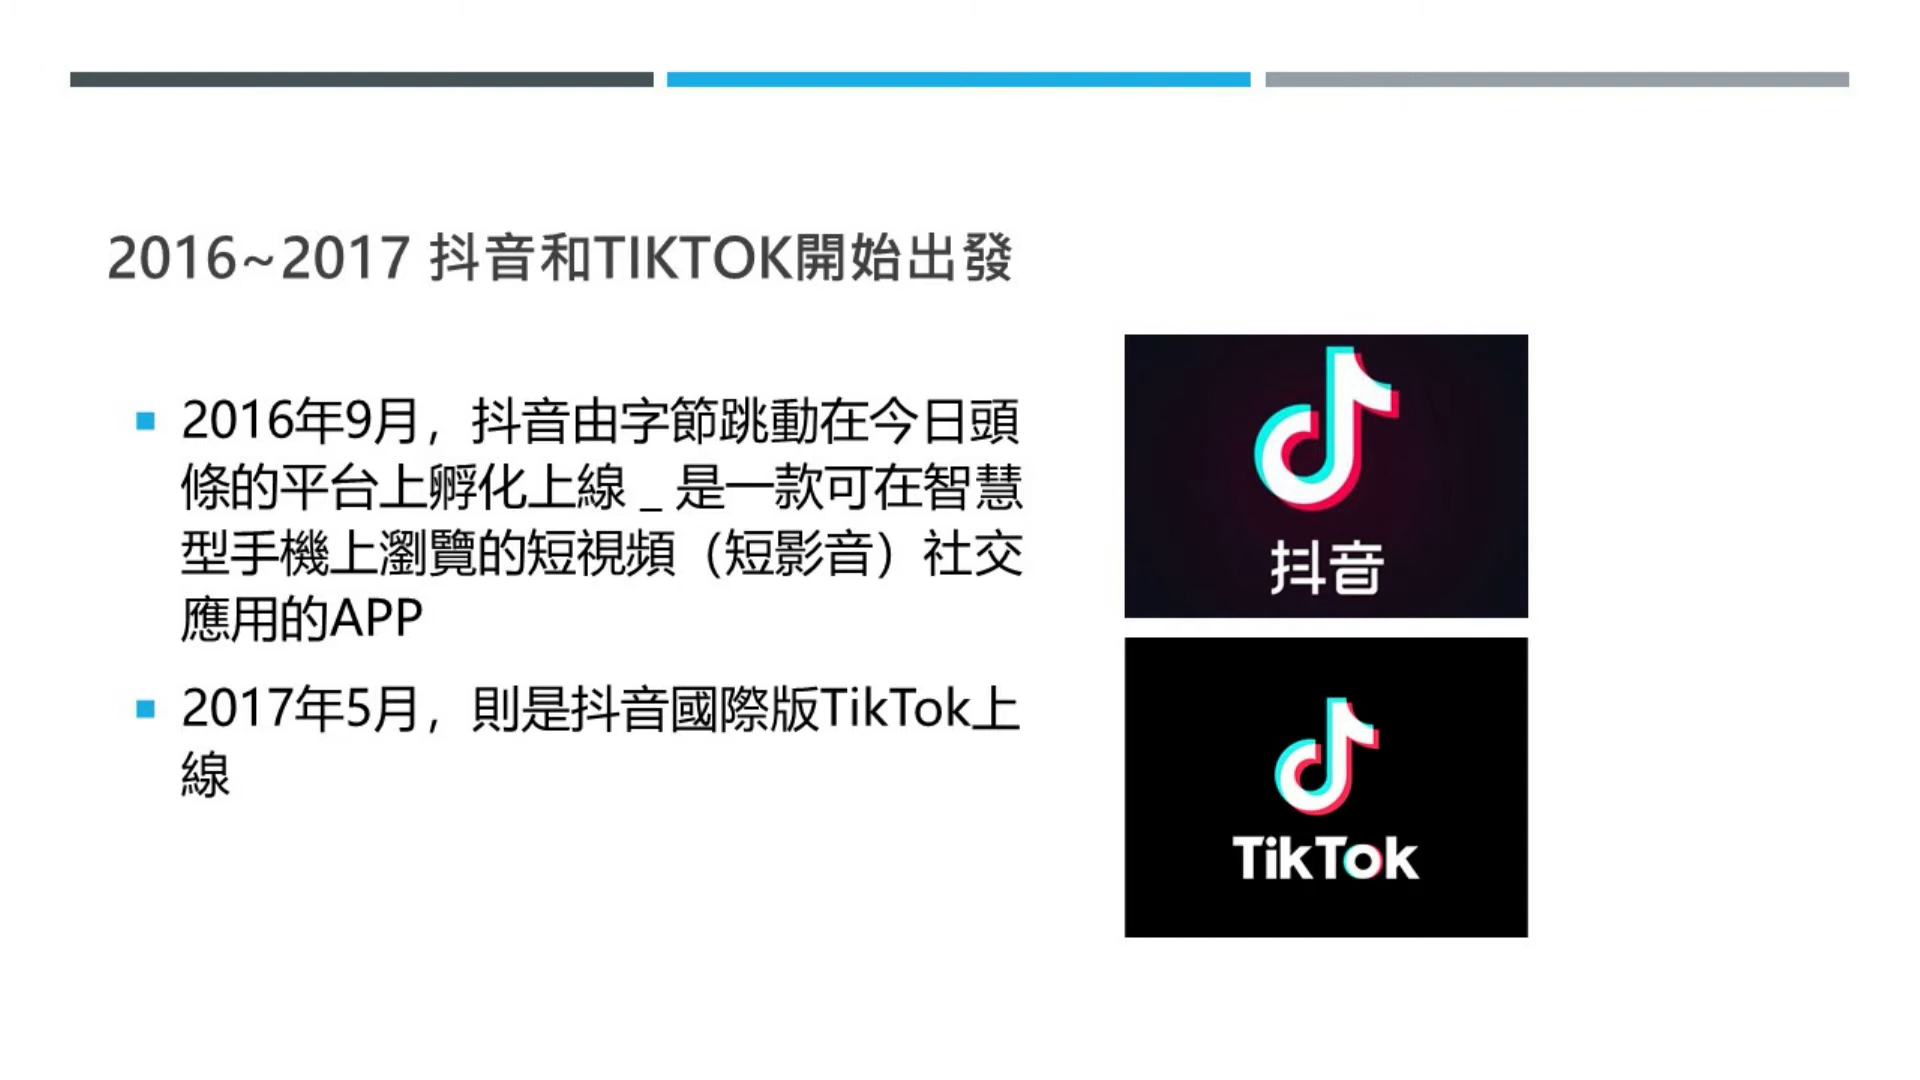 2016~2017 抖音和TIKTOK開始出發
2016年9月，抖音由字節跳動在今日頭
條的平台上孵化上線 _ 是一款可在智慧
型手機上瀏覽的短視頻（短影音）社交
應用的APP
2017年5月，則是抖音國際版TikTok上
線
抖音
TikTok